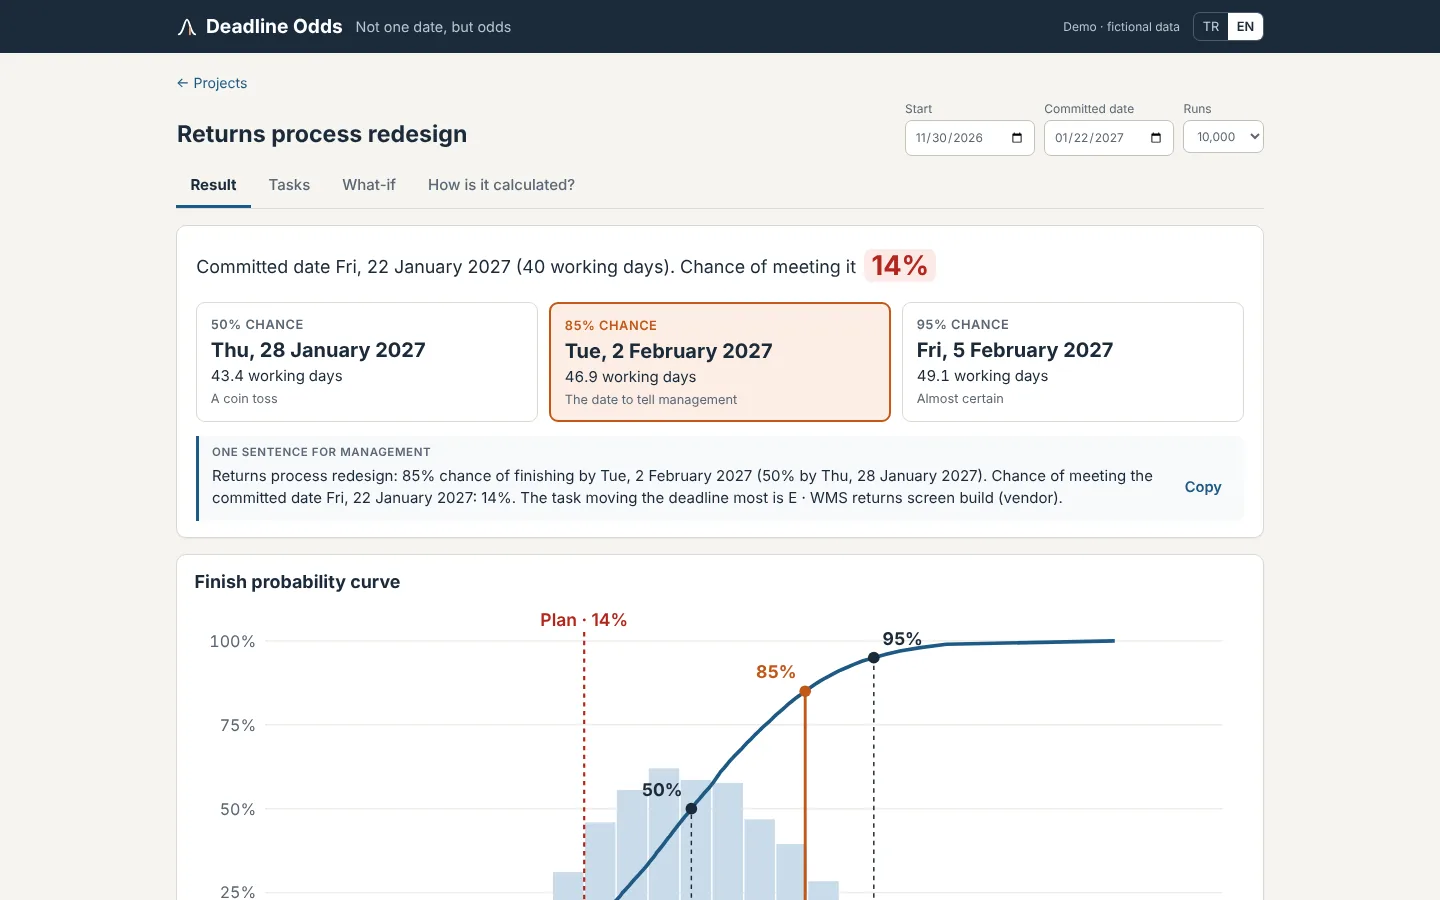 Deadline Odds Not one date, but odds Demo · fictional data TR EN
← Projects
Returns process redesign
Start Committed date Runs
11/30/2026 01/22/2027 10,000
Result Tasks What-if How is it calculated?
Committed date Fri, 22 January 2027 (40 working days). Chance of meeting it 14%
50% CHANCE
Thu, 28 January 2027
43.4 working days
A coin toss
85% CHANCE
Tue, 2 February 2027
46.9 working days
The date to tell management
95% CHANCE
Fri, 5 February 2027
49.1 working days
Almost certain
ONE SENTENCE FOR MANAGEMENT
Returns process redesign: 85% chance of finishing by Tue, 2 February 2027 (50% by Thu, 28 January 2027). Chance of meeting the
committed date Fri, 22 January 2027: 14%. The task moving the deadline most is E · WMS returns screen build (vendor).
Copy
Finish probability curve
Plan · 14%
100%
95%
85%
75%
50%
50%
25%